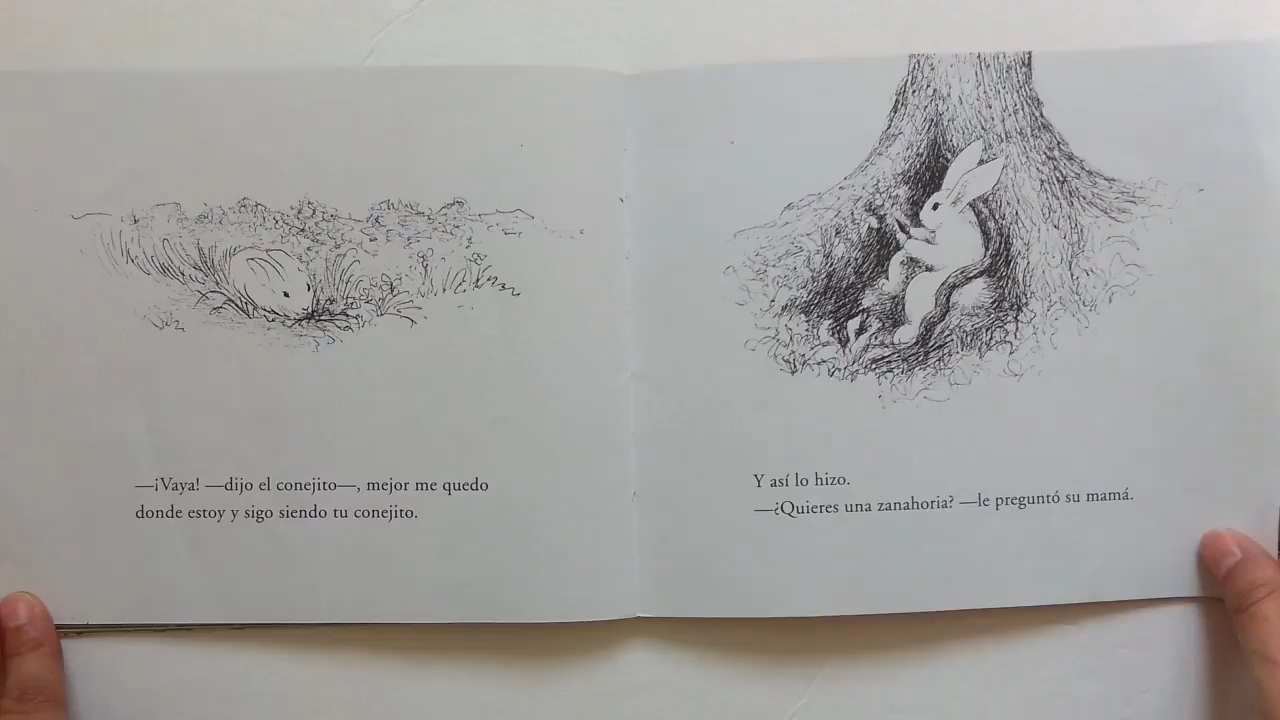 —¡Vaya! —dijo el conejito—, mejor me quedo
donde estoy y sigo siendo tu conejito.
Y así lo hizo.
—¿Quieres una zanahoria? —le preguntó su mamá.